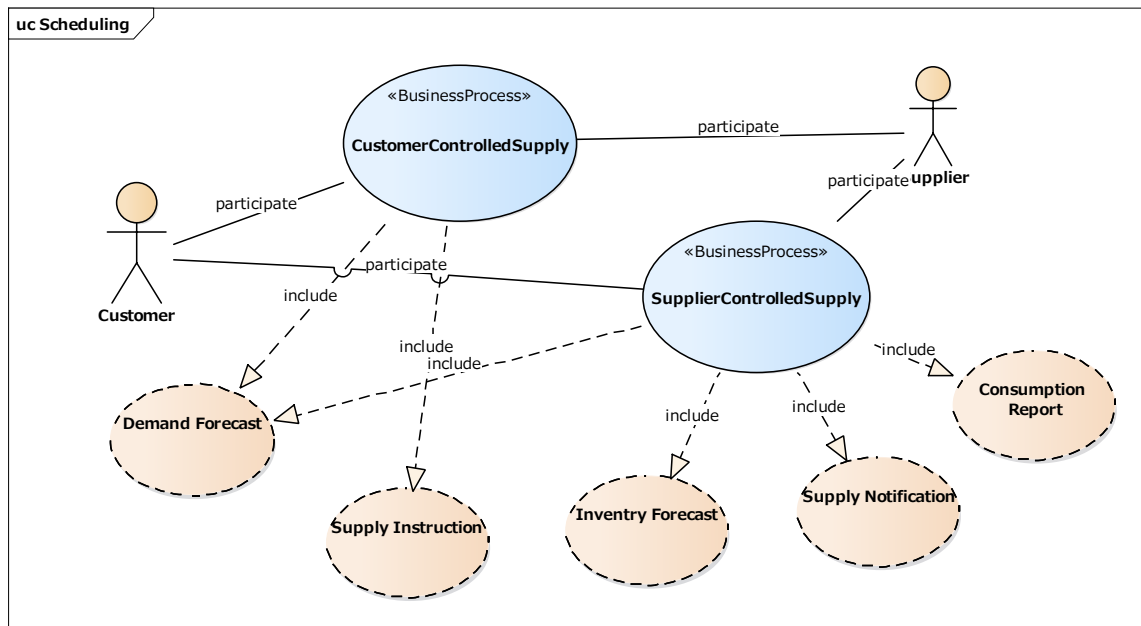 uc Scheduling
«BusinessProcess»
CustomerControlledSupply
participate
participate
participate
upplier
participate
Customer
«BusinessProcess»
SupplierControlledSupply
include
include
include
include
include
include
Demand Forecast
Supply Instruction
Inventry Forecast
Supply Notification
Consumption
Report